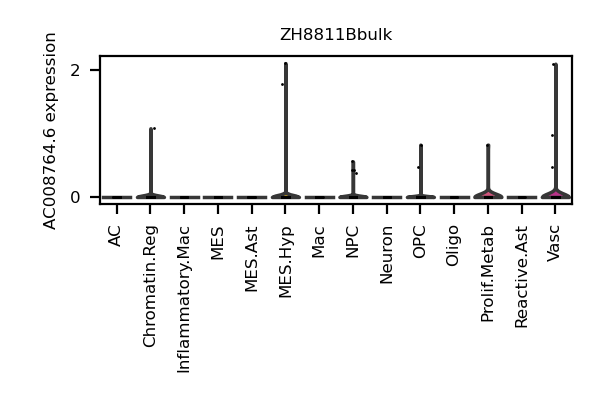 ZH8811Bbulk
AC008764.6 expression
2
0
AC
Chromatin.Reg
Inflammatory.Mac
MES
MES.Ast
MES.Hyp
Mac
NPC
Neuron
OPC
Oligo
Prolif.Metab
Reactive.Ast
Vasc